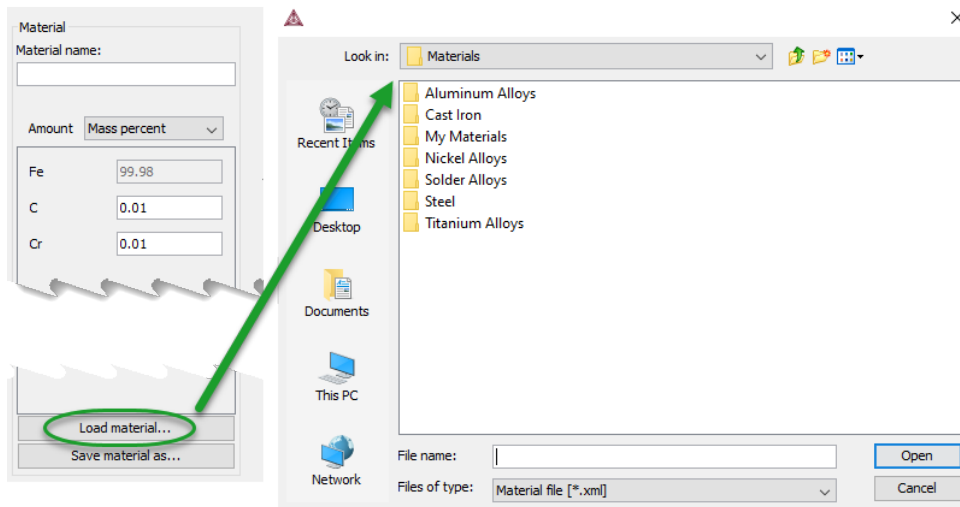 Material
Material name:
Amount Mass percent
Fe 99.98
C 0.01
Cr 0.01
Load material...
Save material as...
Look in: Materials
Recent Items
Desktop
Documents
This PC
Network
Aluminum Alloys
Cast Iron
My Materials
Nickel Alloys
Solder Alloys
Steel
Titanium Alloys
File name:
Open
Files of type: Material file [*.xml]
Cancel